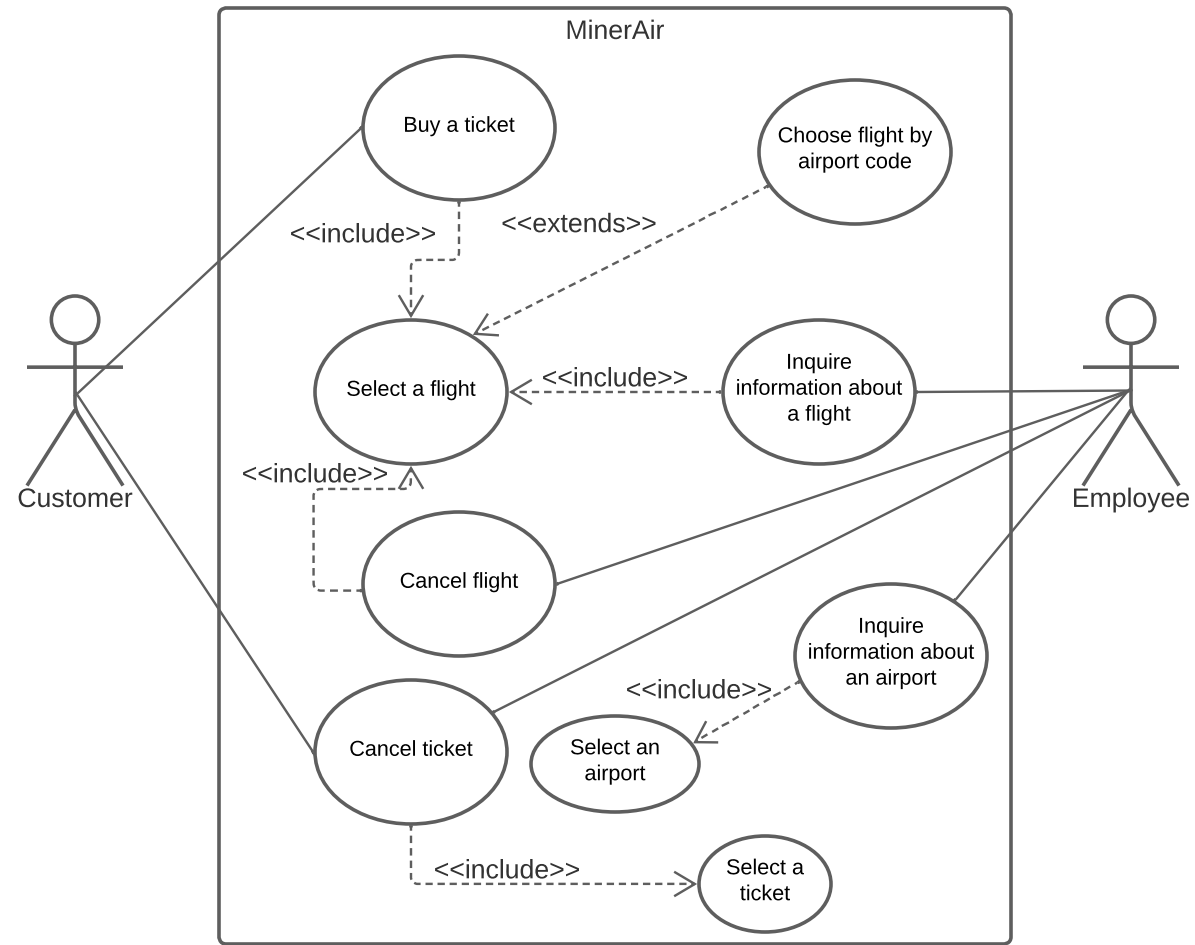 MinerAir
Buy a ticket
Choose flight by
airport code
<<include>>
<<extends>>
Select a flight
<<include>>
Inquire
information about
a flight
Customer
Employee
<<include>>
Cancel flight
Inquire
information about
an airport
<<include>>
Cancel ticket
Select an
airport
<<include>>
Select a
ticket